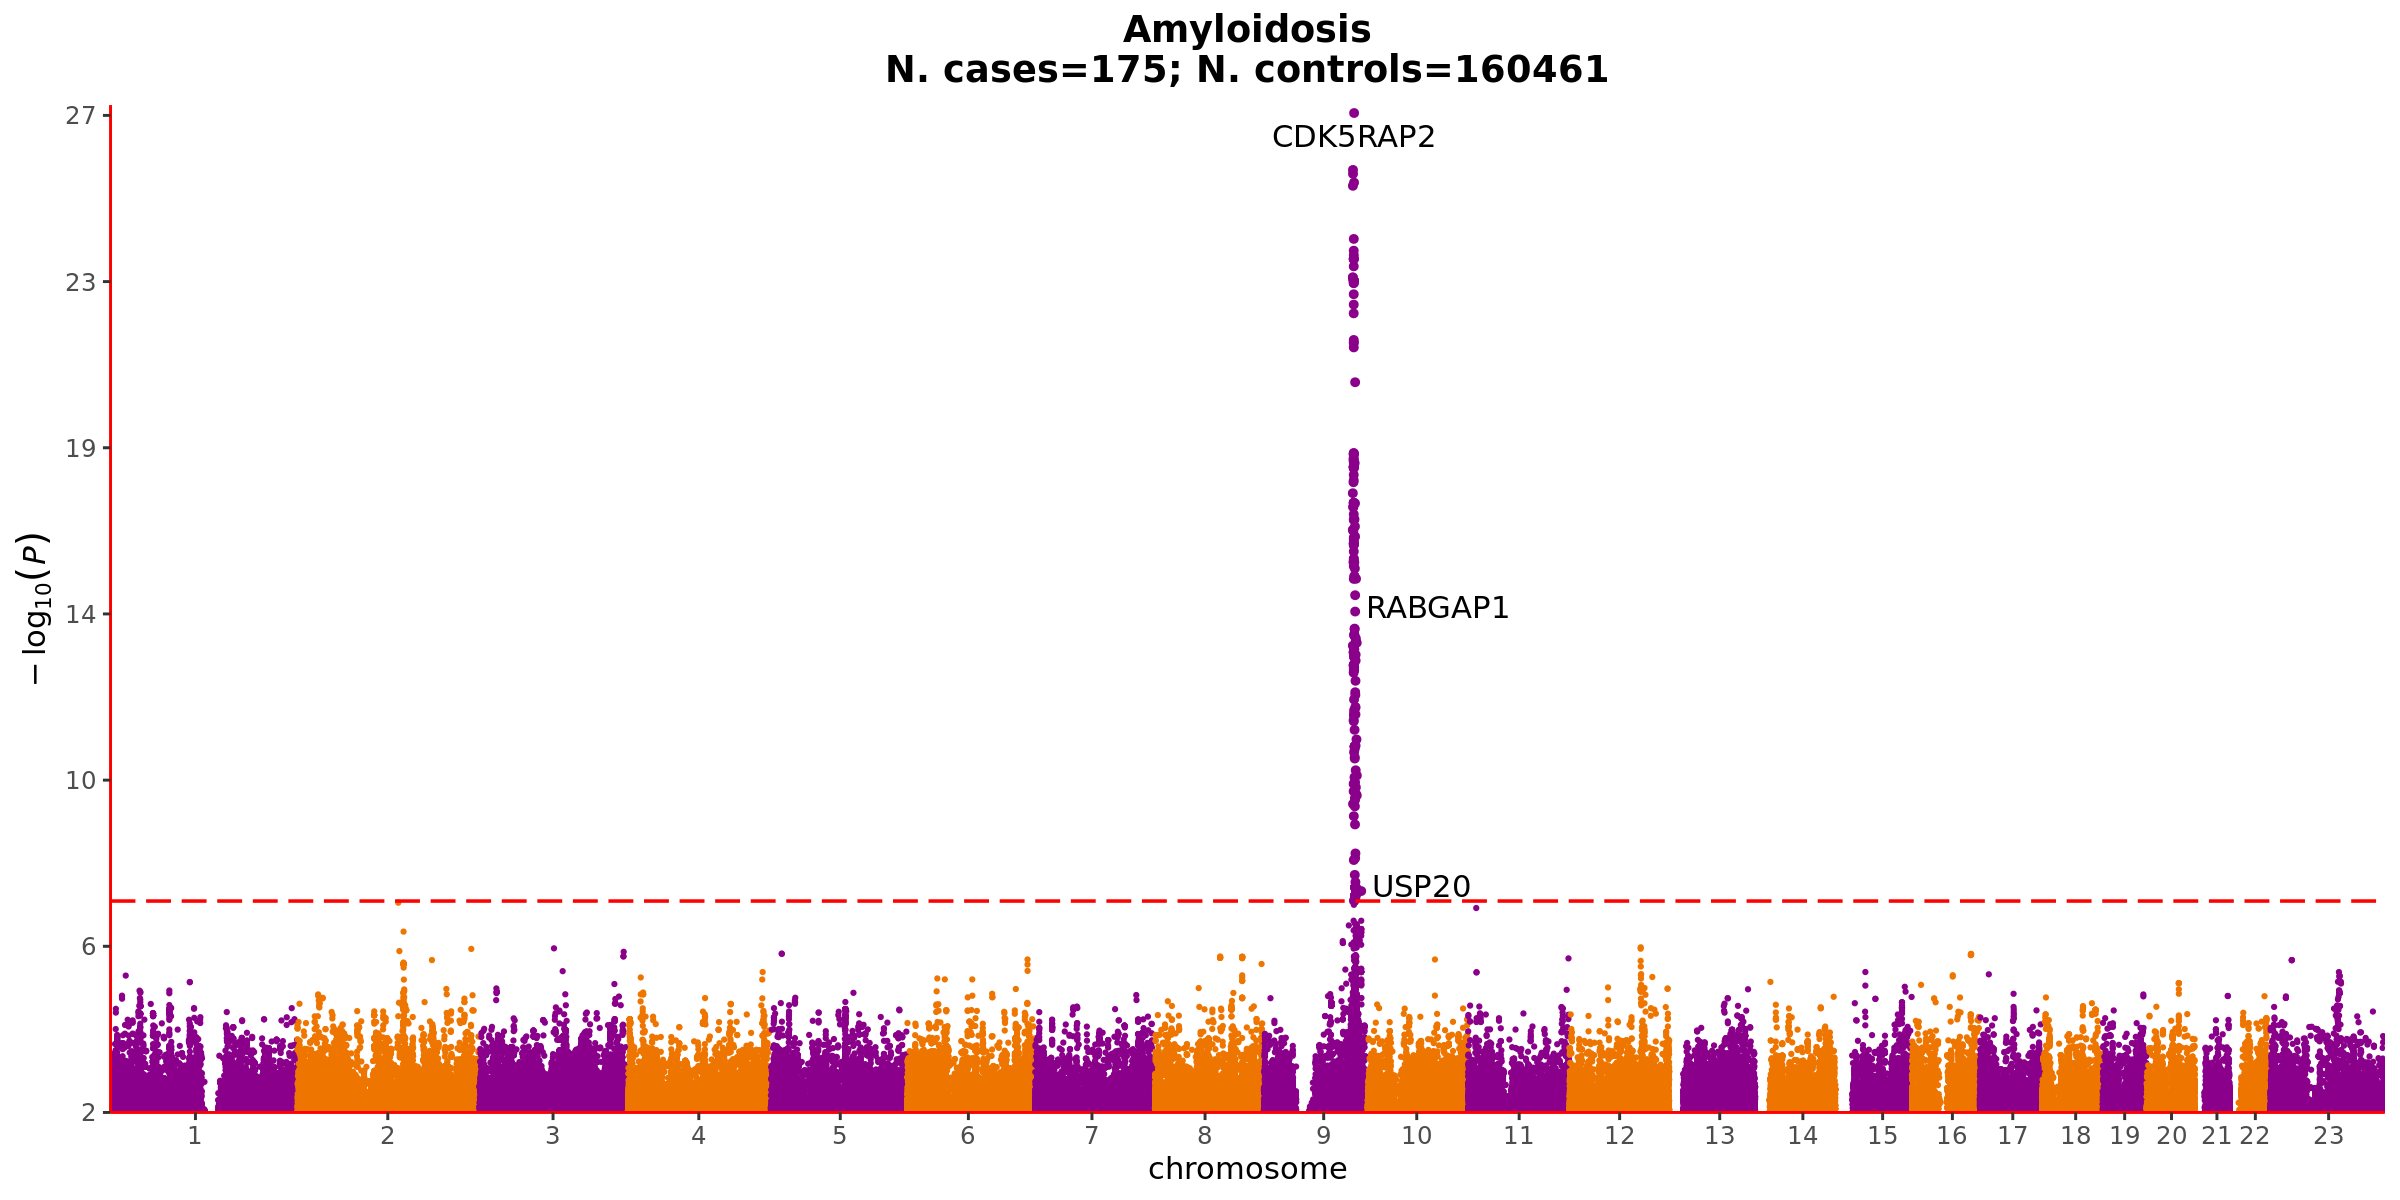 Amyloidosis
N. cases=175; N. controls=160461
27
CDK5RAP2
23
19
14
RABGAP1
10
USP20
6
2
− log10(P)
1 2 3 4 5 6 7 8 9 10 11 12 13 14 15 16 17 18 19 20 21 22 23
chromosome